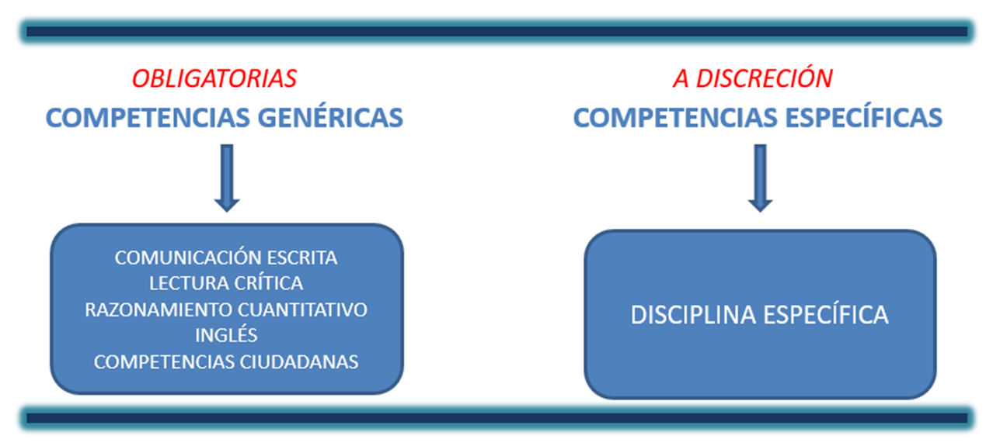 OBLIGATORIAS
COMPETENCIAS GENÉRICAS
COMUNICACIÓN ESCRITA
LECTURA CRÍTICA
RAZONAMIENTO CUANTITATIVO
INGLÉS
COMPETENCIAS CIUDADANAS
A DISCRECIÓN
COMPETENCIAS ESPECÍFICAS
DISCIPLINA ESPECÍFICA